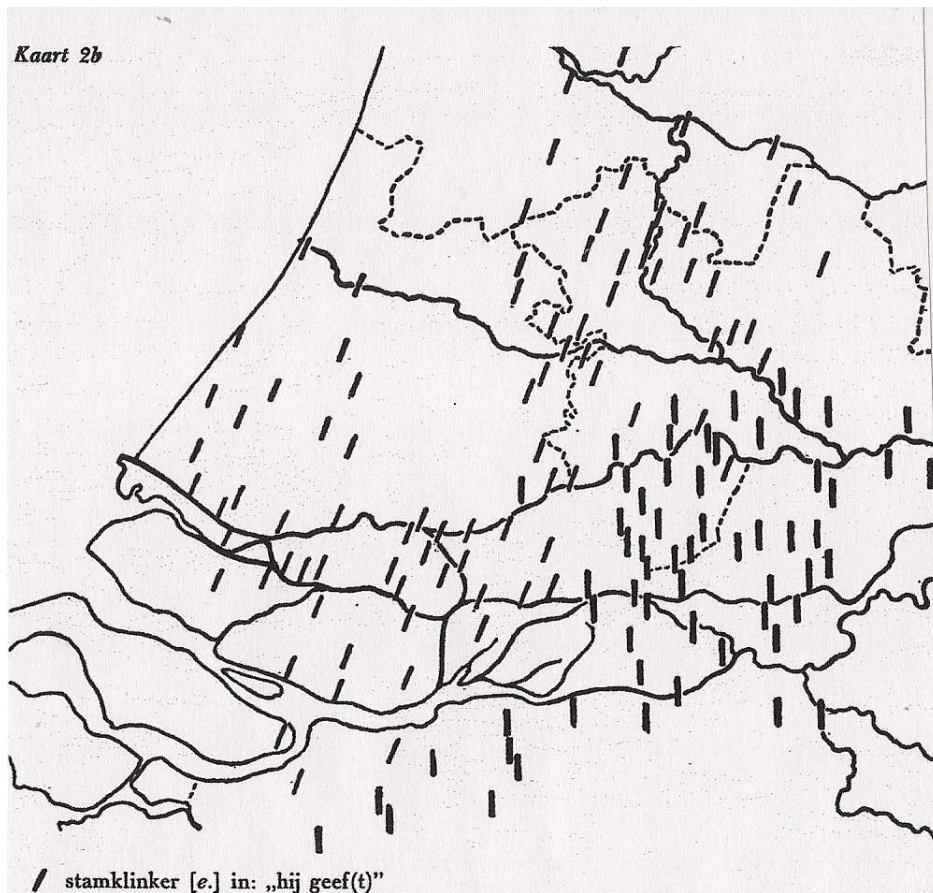 Kaart 2b
/ stamklinker [e.] in: „hij geef(t)”